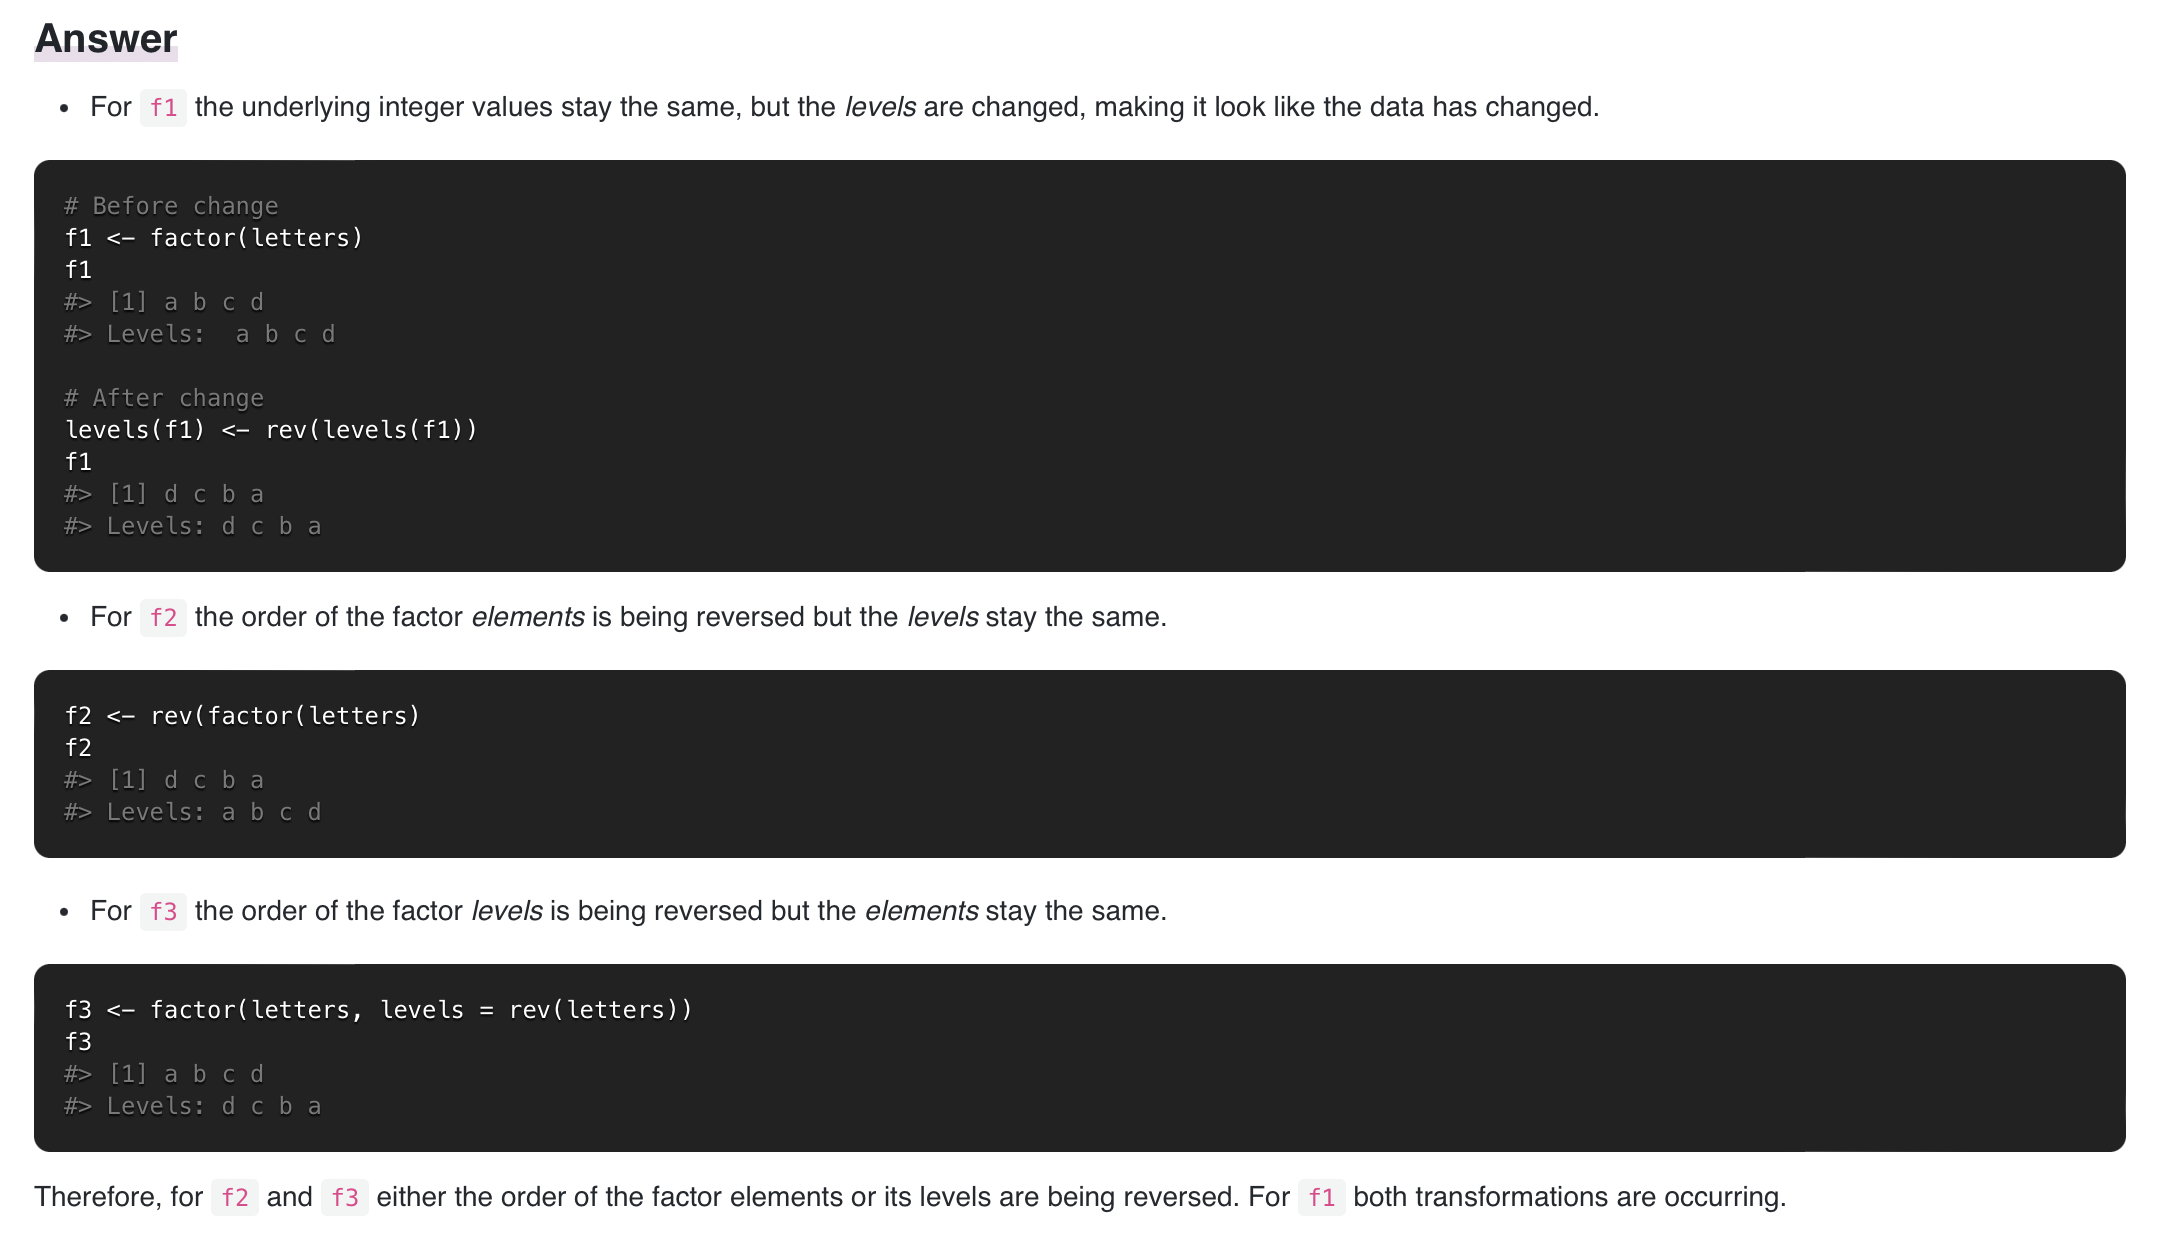 Answer
• For f1 the underlying integer values stay the same, but the levels are changed, making it look like the data has changed.
# Before change
f1 <- factor(letters)
f1
#> [1] a b c d
#> Levels:  a b c d
# After change
levels(f1) <- rev(levels(f1))
f1
#> [1] d c b a
#> Levels: d c b a
• For f2 the order of the factor elements is being reversed but the levels stay the same.
f2 <- rev(factor(letters)
f2
#> [1] d c b a
#> Levels: a b c d
• For f3 the order of the factor levels is being reversed but the elements stay the same.
f3 <- factor(letters, levels = rev(letters))
f3
#> [1] a b c d
#> Levels: d c b a
Therefore, for f2 and f3 either the order of the factor elements or its levels are being reversed. For f1 both transformations are occurring.